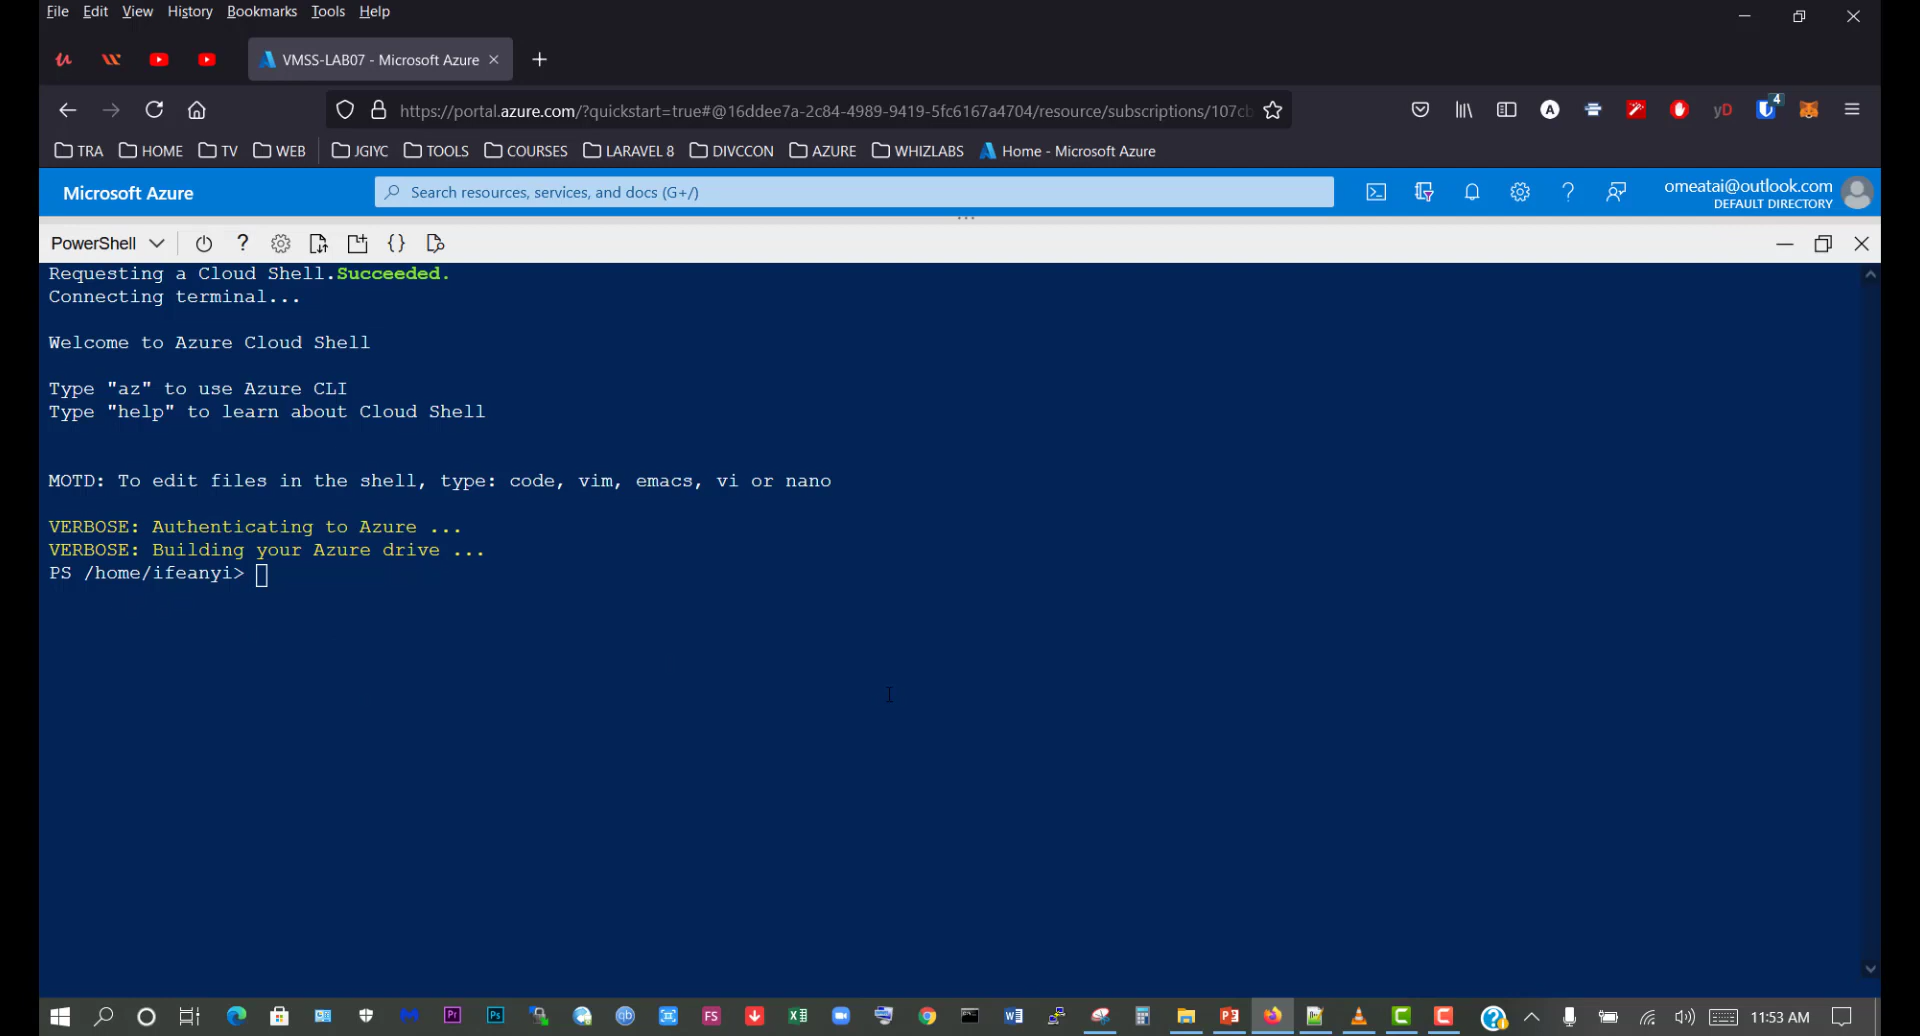 File Edit View History Bookmarks Tools Help
VMSS-LAB07 - Microsoft Azure
https://portal.azure.com/?quickstart=true#@16ddee7a-2c84-4989-9419-5fc6167a4704/resource/subscriptions/107cb
4
TRA HOME TV WEB JGIYC TOOLS COURSES LARAVEL 8 DIVCCON AZURE WHIZLABS Home - Microsoft Azure
Microsoft Azure Search resources, services, and docs (G+/) omeatai@outlook.com
DEFAULT DIRECTORY
PowerShell
Requesting a Cloud Shell.Succeeded.
Connecting terminal...
Welcome to Azure Cloud Shell
Type "az" to use Azure CLI
Type "help" to learn about Cloud Shell
MOTD: To edit files in the shell, type: code, vim, emacs, vi or nano
VERBOSE: Authenticating to Azure ...
VERBOSE: Building your Azure drive ...
PS /home/ifeanyi>
11:53 AM